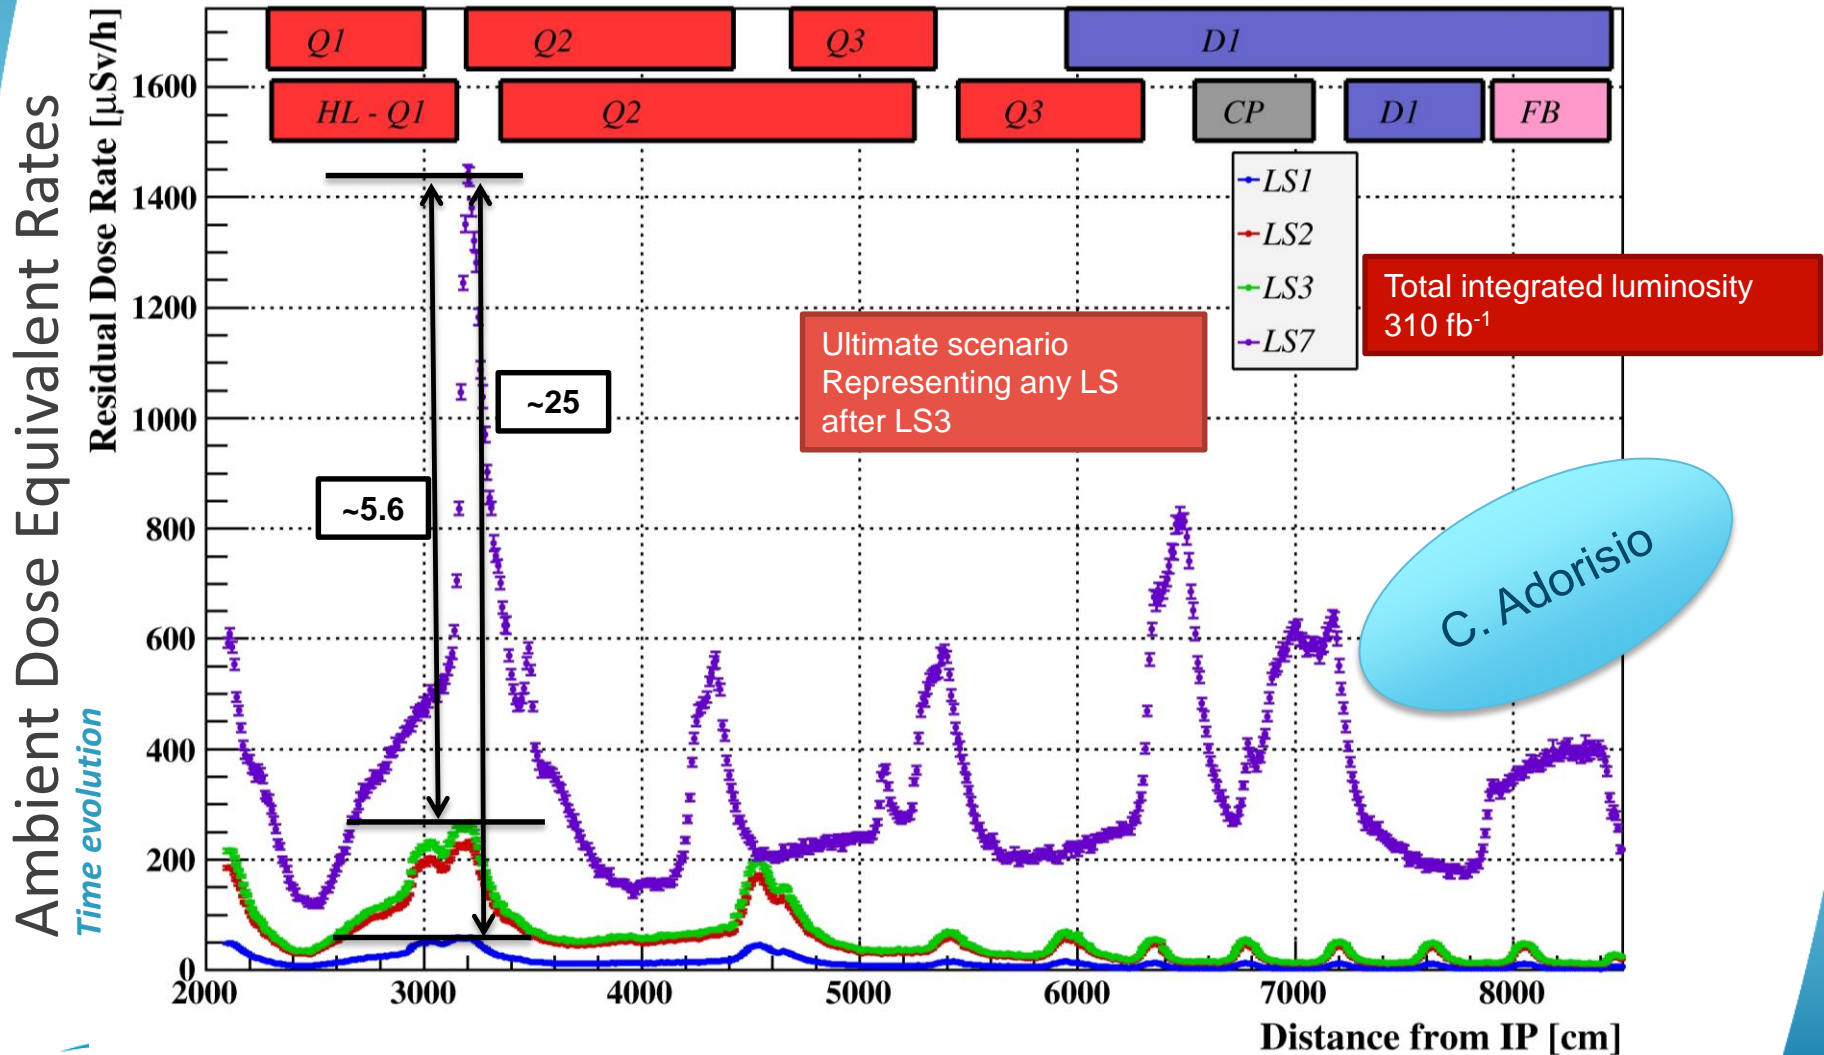 Ambient Dose Equivalent Rates
Time evolution
Residual Dose Rate [µSv/h]
Q1
Q2
Q3
D1
HL - Q1
Q2
Q3
CP
D1
FB
1600
1400
1200
1000
800
600
400
200
0
LS1
LS2
LS3
LS7
Total integrated luminosity
310 fb⁻¹
Ultimate scenario
Representing any LS
after LS3
~25
~5.6
C. Adorisio
2000
3000
4000
5000
6000
7000
8000
Distance from IP [cm]